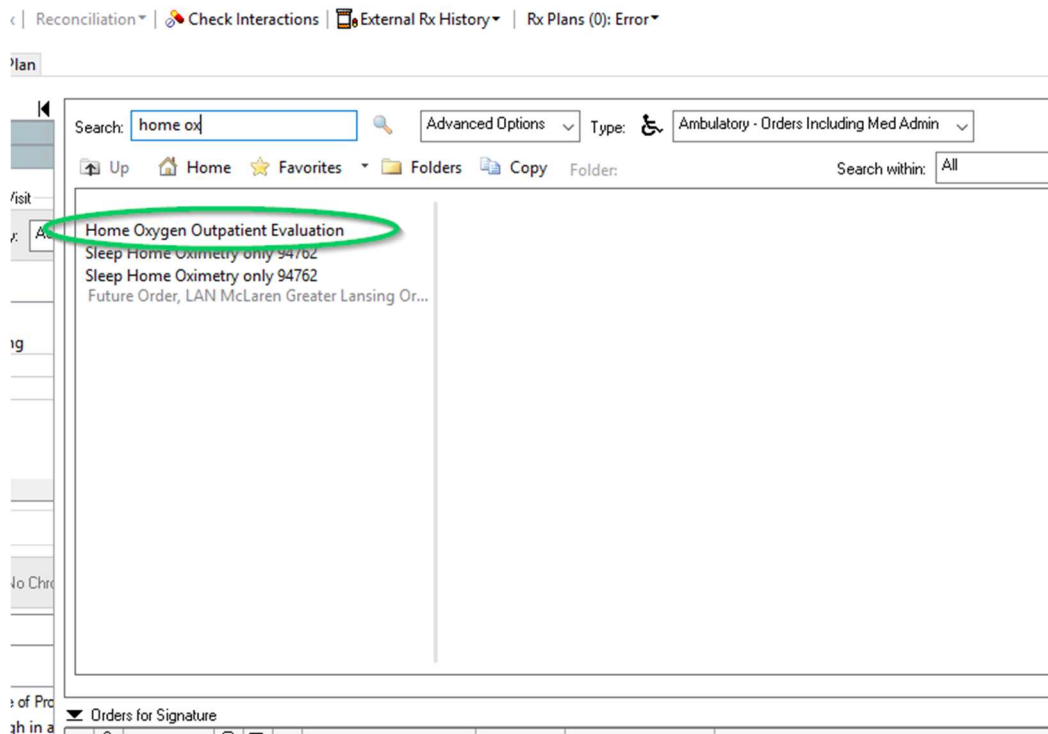 Reconciliation Check Interactions External Rx History Rx Plans (0): Error
Plan
Search: home ox Advanced Options Type: Ambulatory - Orders Including Med Admin
Up Home Favorites Folders Copy Folder: Search within: All
Home Oxygen Outpatient Evaluation
Sleep Home Oximetry only 94762
Sleep Home Oximetry only 94762
Future Order, LAN McLaren Greater Lansing Or...
No Chro
Orders for Signature